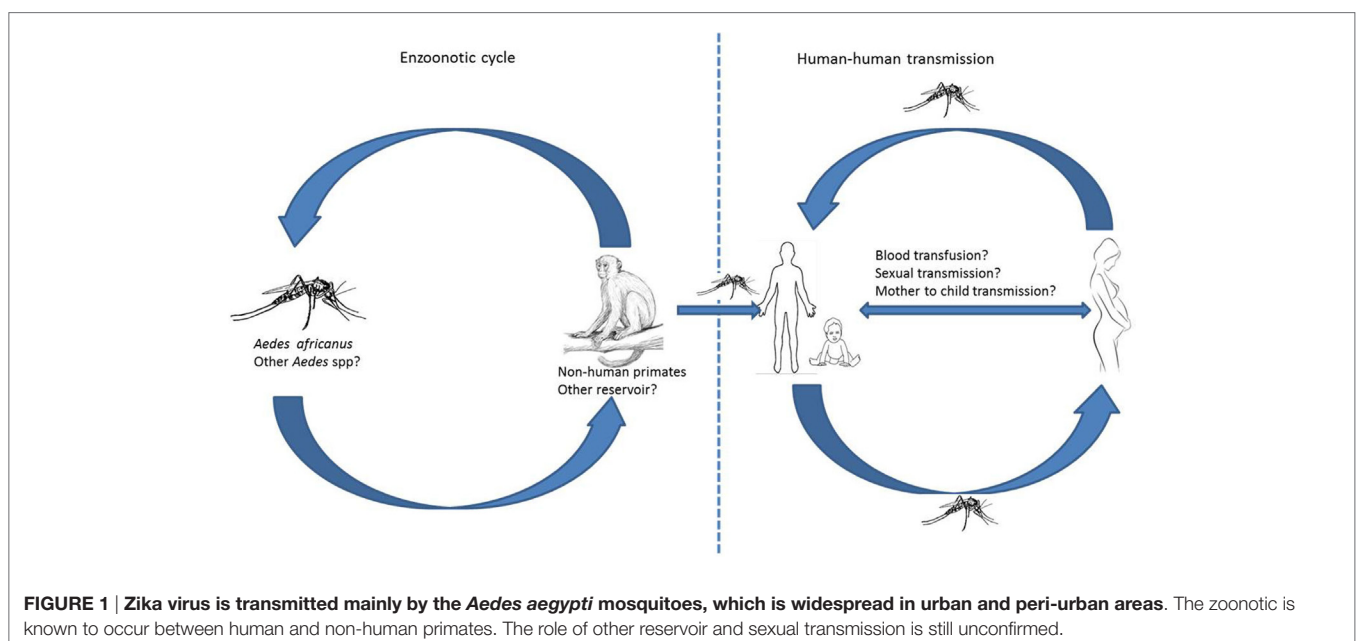 Enzoonotic cycle
Human-human transmission
Blood transfusion?
Sexual transmission?
Mother to child transmission?
Aedes africanus
Other Aedes spp?
Non-human primates
Other reservoir?
FIGURE 1 | Zika virus is transmitted mainly by the Aedes aegypti mosquitoes, which is widespread in urban and peri-urban areas. The zoonotic is
known to occur between human and non-human primates. The role of other reservoir and sexual transmission is still unconfirmed.